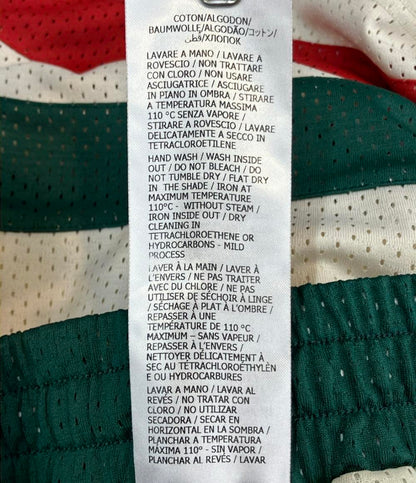 COTON/ALGODON/
BAUMWOLLE/ALGODÃO/コットン/
قطن/ХЛОПОК
LAVARE A MANO / LAVARE A
ROVESCIO / NON TRATTARE
CON CLORO / NON USARE
ASCIUGATRICE / ASCIUGARE
IN PIANO IN OMBRA / STIRARE
A TEMPERATURA MASSIMA
110 °C SENZA VAPORE /
STIRARE A ROVESCIO / LAVARE
DELICATAMENTE A SECCO IN
TETRACLOROETILENE
HAND WASH / WASH INSIDE
OUT / DO NOT BLEACH / DO
NOT TUMBLE DRY / FLAT DRY
IN THE SHADE / IRON AT
MAXIMUM TEMPERATURE
110°C - WITHOUT STEAM /
IRON INSIDE OUT / DRY
CLEANING IN
TETRACHLOROETHENE OR
HYDROCARBONS - MILD
PROCESS
LAVER À LA MAIN / LAVER À
L'ENVERS / NE PAS TRAITER
AVEC DU CHLORE / NE PAS
UTILISER DE SÉCHOIR À LINGE
/ SÉCHAGE À PLAT À L'OMBRE /
REPASSER À UNE
TEMPÉRATURE DE 110 °C
MAXIMUM – SANS VAPEUR /
REPASSER À L'ENVERS /
NETTOYER DÉLICATEMENT À
SEC AU TÉTRACHLOROÉTHYLÈN
E OU HYDROCARBURES
LAVAR A MANO / LAVAR AL
REVÉS / NO TRATAR CON
CLORO / NO UTILIZAR
SECADORA / SECAR EN
HORIZONTAL EN LA SOMBRA /
PLANCHAR A TEMPERATURA
MÁXIMA 110° - SIN VAPOR /
PLANCHAR AL REVÉS / LAVAR